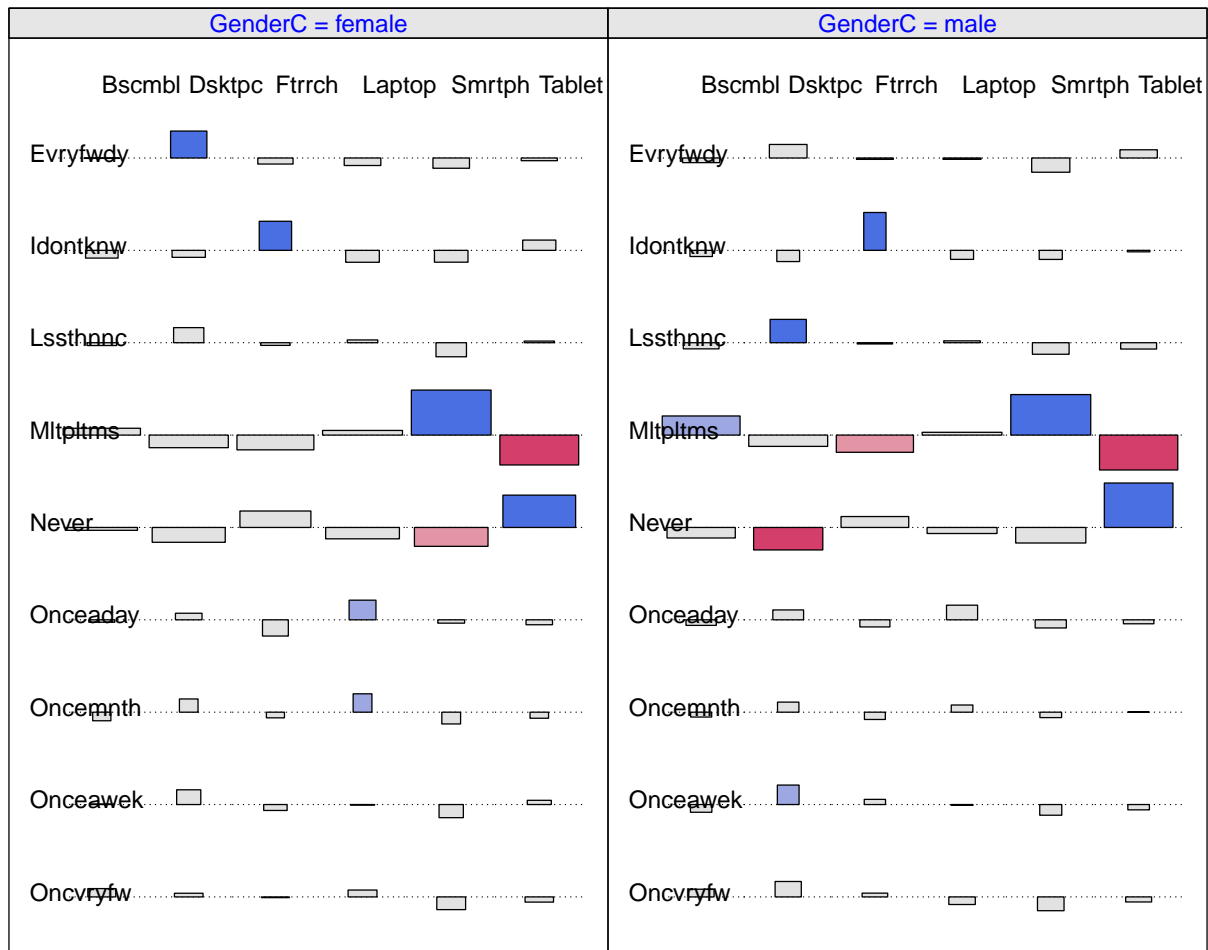 GenderC = female GenderC = male
Bscmbl Dsktpc Ftrrch Laptop Smrtph Tablet Bscmbl Dsktpc Ftrrch Laptop Smrtph Tablet
Evryfwdy Evryfwdy
Idontknw Idontknw
Lssthnnc Lssthnnc
Mltpltms Mltpltms
Never Never
Onceaday Onceaday
Oncemnth Oncemnth
Onceawek Onceawek
Oncvryfw Oncvryfw